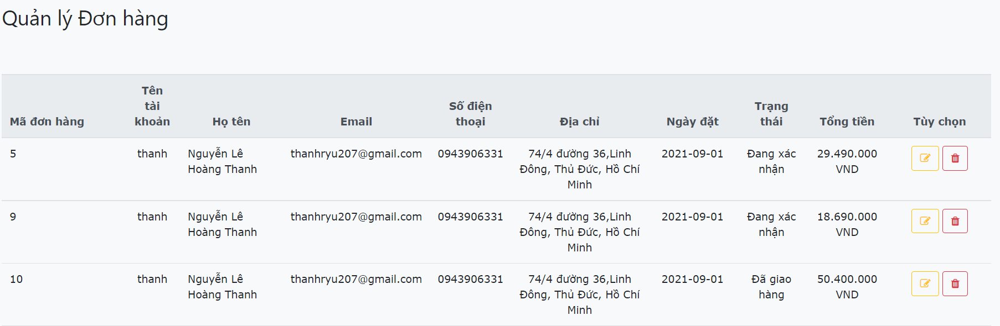 Quản lý Đơn hàng
Mã đơn hàng
Tên
tài
khoản
Họ tên
Email
Số điện
thoại
Địa chỉ
Ngày đặt
Trạng
thái
Tổng tiền
Tùy chọn
5
thanh
Nguyễn Lê
Hoàng Thanh
thanhryu207@gmail.com
0943906331
74/4 đường 36,Linh
Đông, Thủ Đức, Hồ Chí
Minh
2021-09-01
Đang xác
nhận
29.490.000
VND
9
thanh
Nguyễn Lê
Hoàng Thanh
thanhryu207@gmail.com
0943906331
74/4 đường 36,Linh
Đông, Thủ Đức, Hồ Chí
Minh
2021-09-01
Đang xác
nhận
18.690.000
VND
10
thanh
Nguyễn Lê
Hoàng Thanh
thanhryu207@gmail.com
0943906331
74/4 đường 36,Linh
Đông, Thủ Đức, Hồ Chí
Minh
2021-09-01
Đã giao
hàng
50.400.000
VND